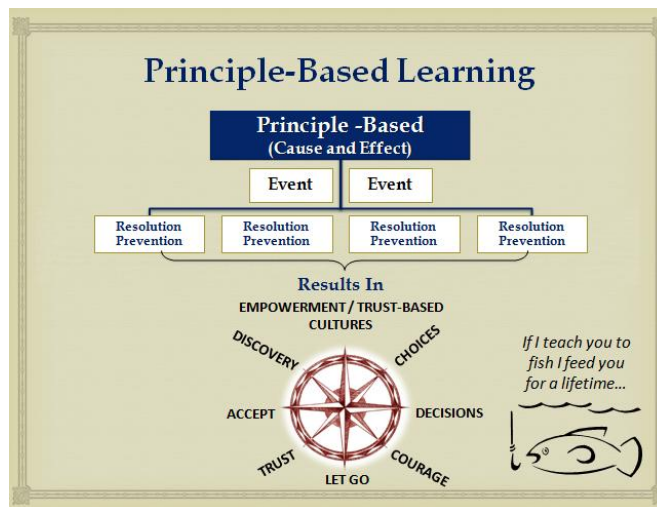 Principle-Based Learning
Principle -Based
(Cause and Effect)
Event
Event
Resolution
Prevention
Resolution
Prevention
Resolution
Prevention
Resolution
Prevention
Results In
EMPOWERMENT / TRUST-BASED
CULTURES
DISCOVERY
CHOICES
ACCEPT
DECISIONS
TRUST
COURAGE
LET GO
If I teach you to
fish I feed you
for a lifetime...